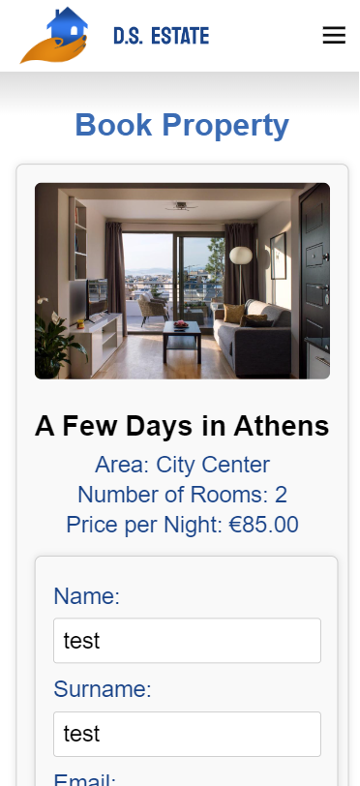 D.S. ESTATE
Book Property
A Few Days in Athens
Area: City Center
Number of Rooms: 2
Price per Night: €85.00
Name:
test
Surname:
test
Email: